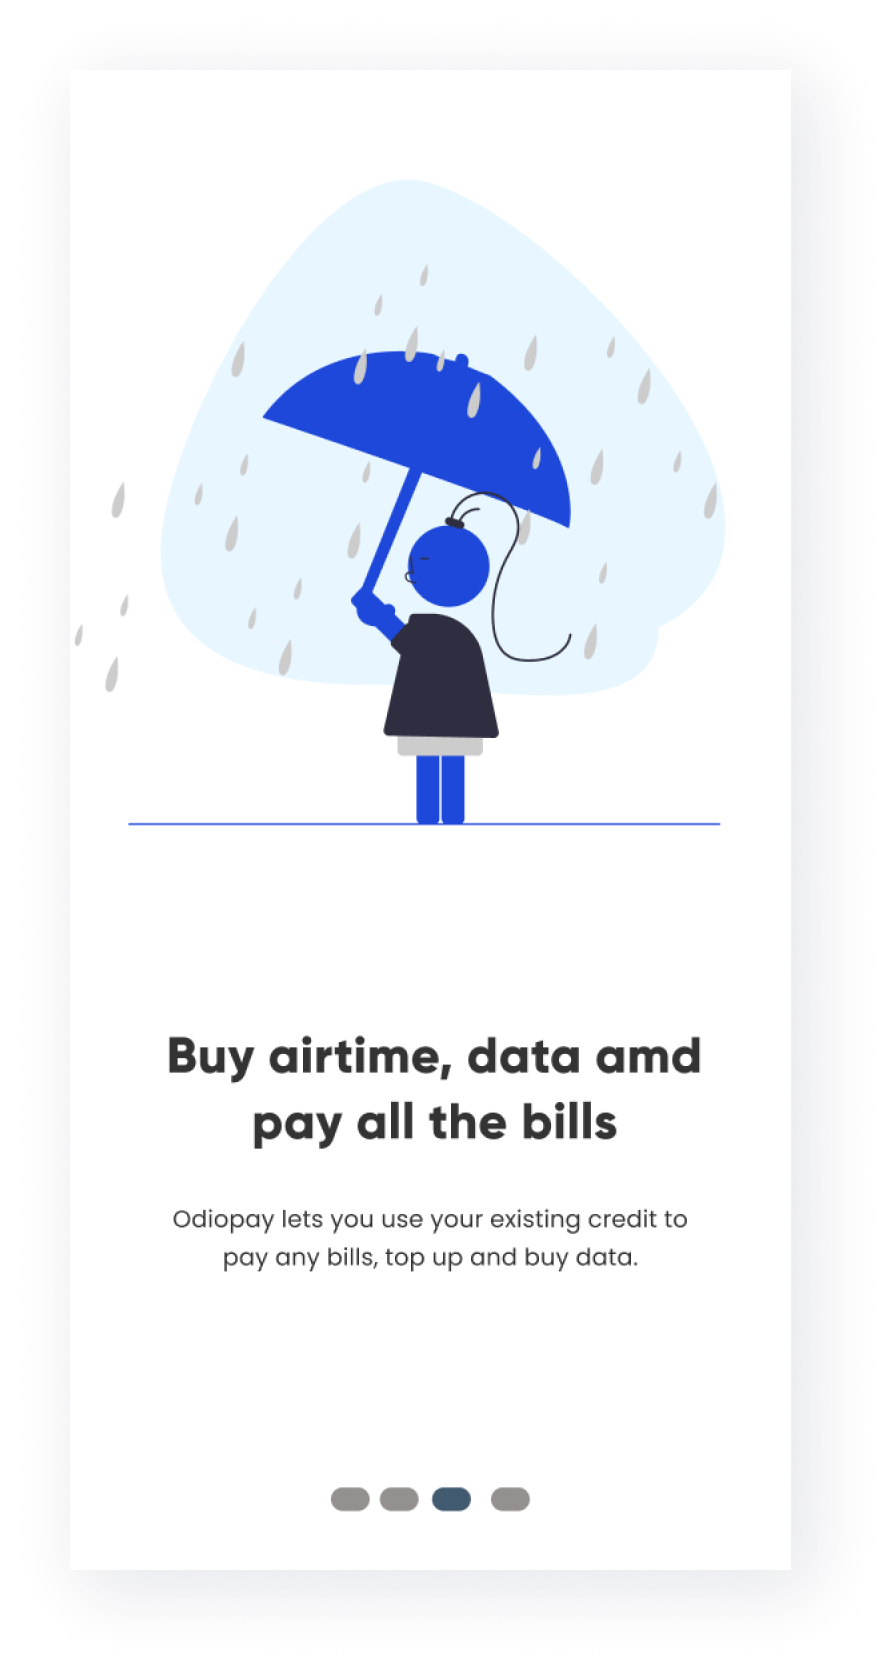 Buy airtime, data amd
pay all the bills
Odiopay lets you use your existing credit to
pay any bills, top up and buy data.